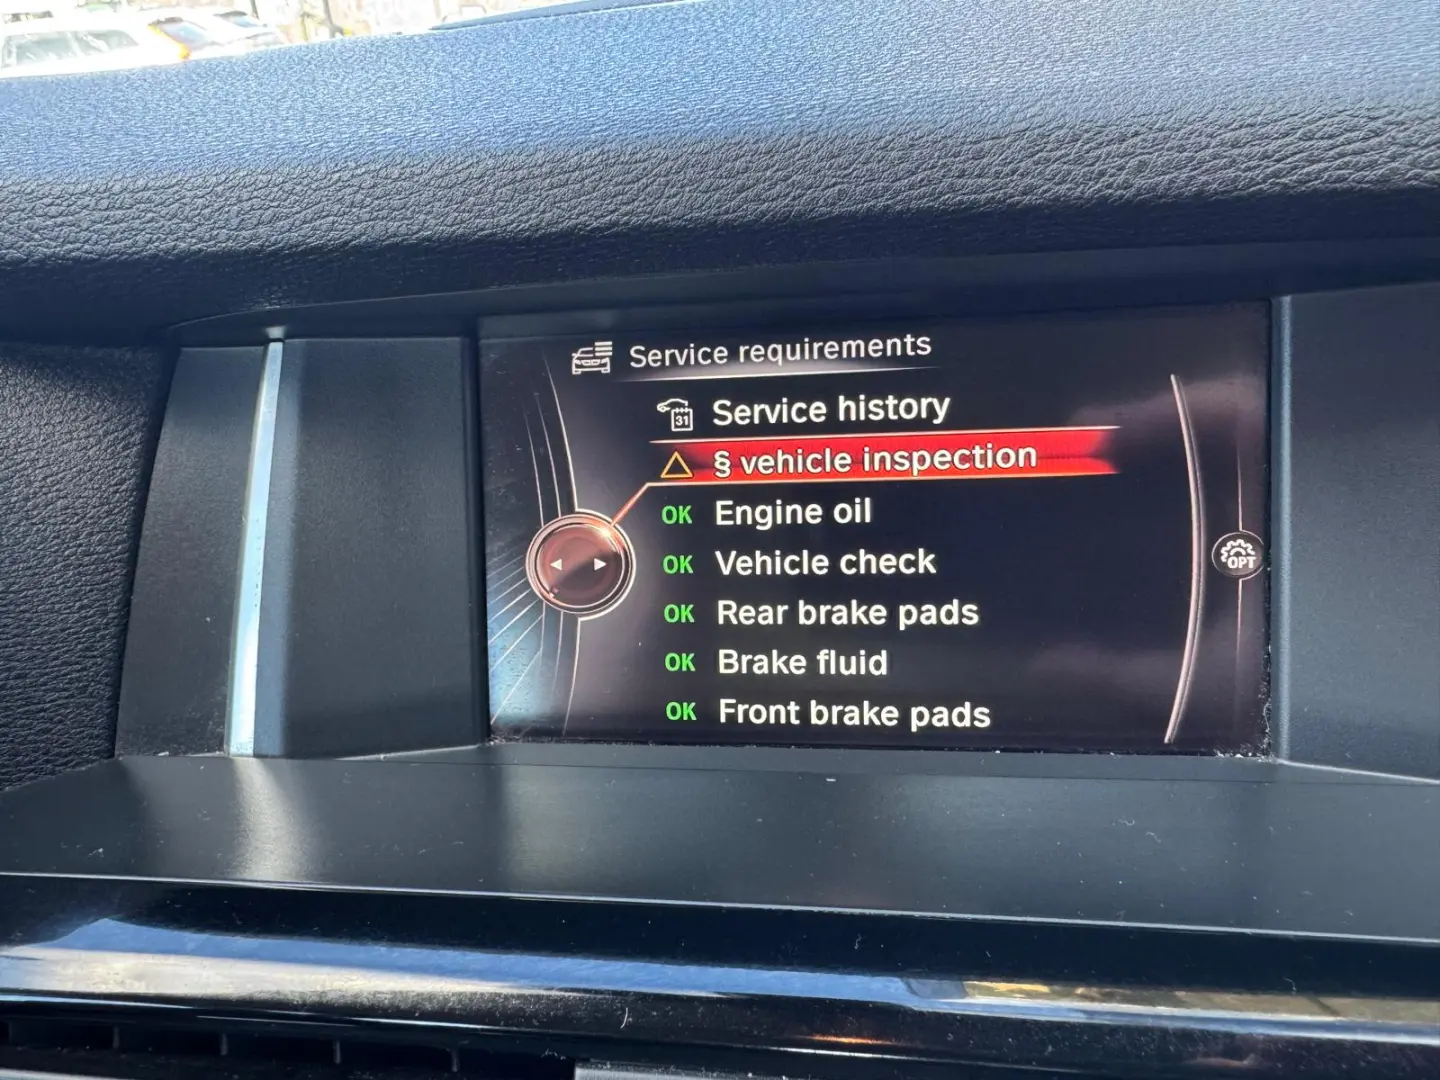 Service requirements
31
Service history
§ vehicle inspection
OK Engine oil
OK Vehicle check
OK Rear brake pads
OK Brake fluid
OK Front brake pads
OPT